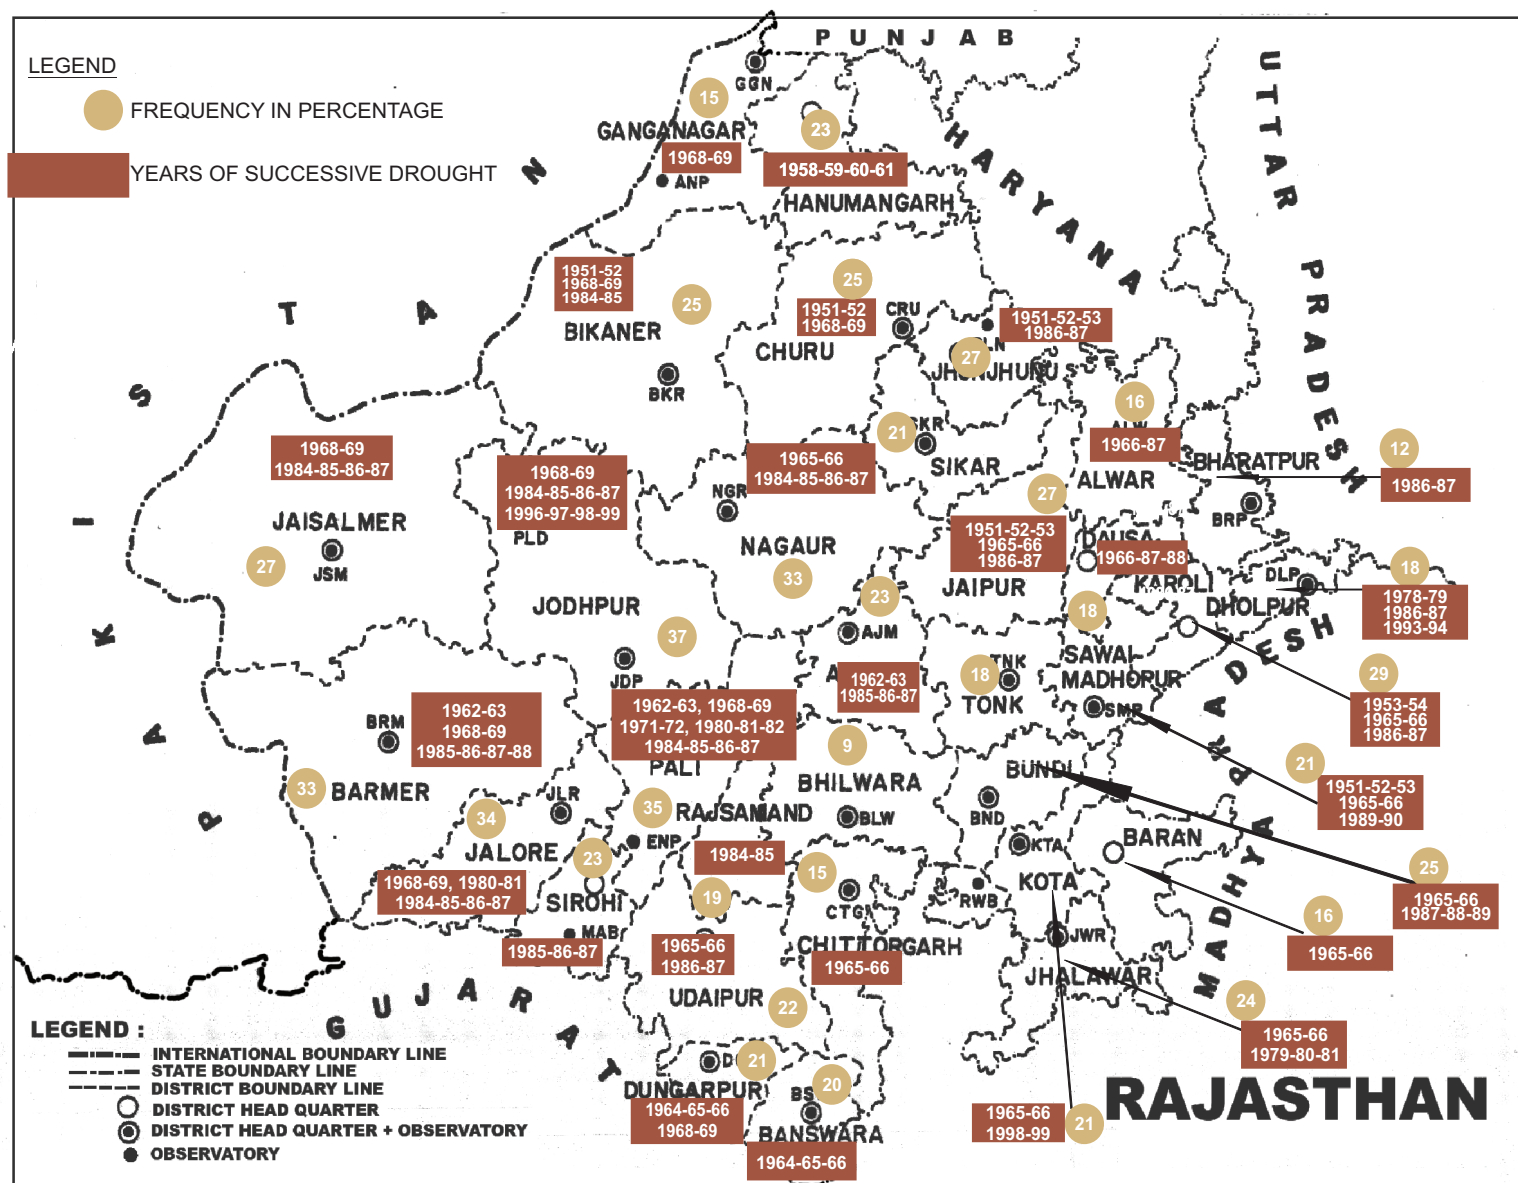 PUNJAB
LEGEND
FREQUENCY IN PERCENTAGE
YEARS OF SUCCESSIVE DROUGHT
GGN
15
GANGANAGAR
1968-69
ANP
23
1958-59-60-61
HANUMANGARH
HARYANA
UTTAR PRADESH
PAKISTAN
1951-52
1968-69
1984-85
BIKANER
25
BKR
25
1951-52
1968-69
CHURU
CRU
1951-52-53
1986-87
27
JHUNJHUNU
16
1966-87
ALWAR
21
SKR
SIKAR
BHARATPUR
12
1986-87
BRP
1968-69
1984-85-86-87
JAISALMER
27
JSM
1968-69
1984-85-86-87
1996-97-98-99
PLD
JODHPUR
37
JDP
1965-66
1984-85-86-87
NGR
NAGAUR
33
27
1951-52-53
1965-66
1986-87
JAIPUR
DAUSA
1966-87-88
KAROLI
DLP
DHOLPUR
18
1978-79
1986-87
1993-94
23
AJM
1962-63
1985-86-87
18
TNK
TONK
18
SAWAI
MADHOPUR
SMP
29
1953-54
1965-66
1986-87
21
1951-52-53
1965-66
1989-90
MADHYA PRADESH
BRM
1962-63
1968-69
1985-86-87-88
33
BARMER
1962-63, 1968-69
1971-72, 1980-81-82
1984-85-86-87
PALI
35
ENP
9
BHILWARA
BLW
BUNDI
BND
25
1965-66
1987-88-89
JLR
34
JALORE
1968-69, 1980-81
1984-85-86-87
23
SIROHI
MAB
1985-86-87
RAJSAMAND
1984-85
19
1965-66
1986-87
UDAIPUR
22
15
CTG
CHITTORGARH
1965-66
KTA
KOTA
RWB
BARAN
16
1965-66
JWR
JHALAWAR
24
1965-66
1979-80-81
1965-66
1998-99
21
GUJARAT
21
DUNGARPUR
1964-65-66
1968-69
20
BANSWARA
1964-65-66
LEGEND :
INTERNATIONAL BOUNDARY LINE
STATE BOUNDARY LINE
DISTRICT BOUNDARY LINE
DISTRICT HEAD QUARTER
DISTRICT HEAD QUARTER + OBSERVATORY
OBSERVATORY
RAJASTHAN